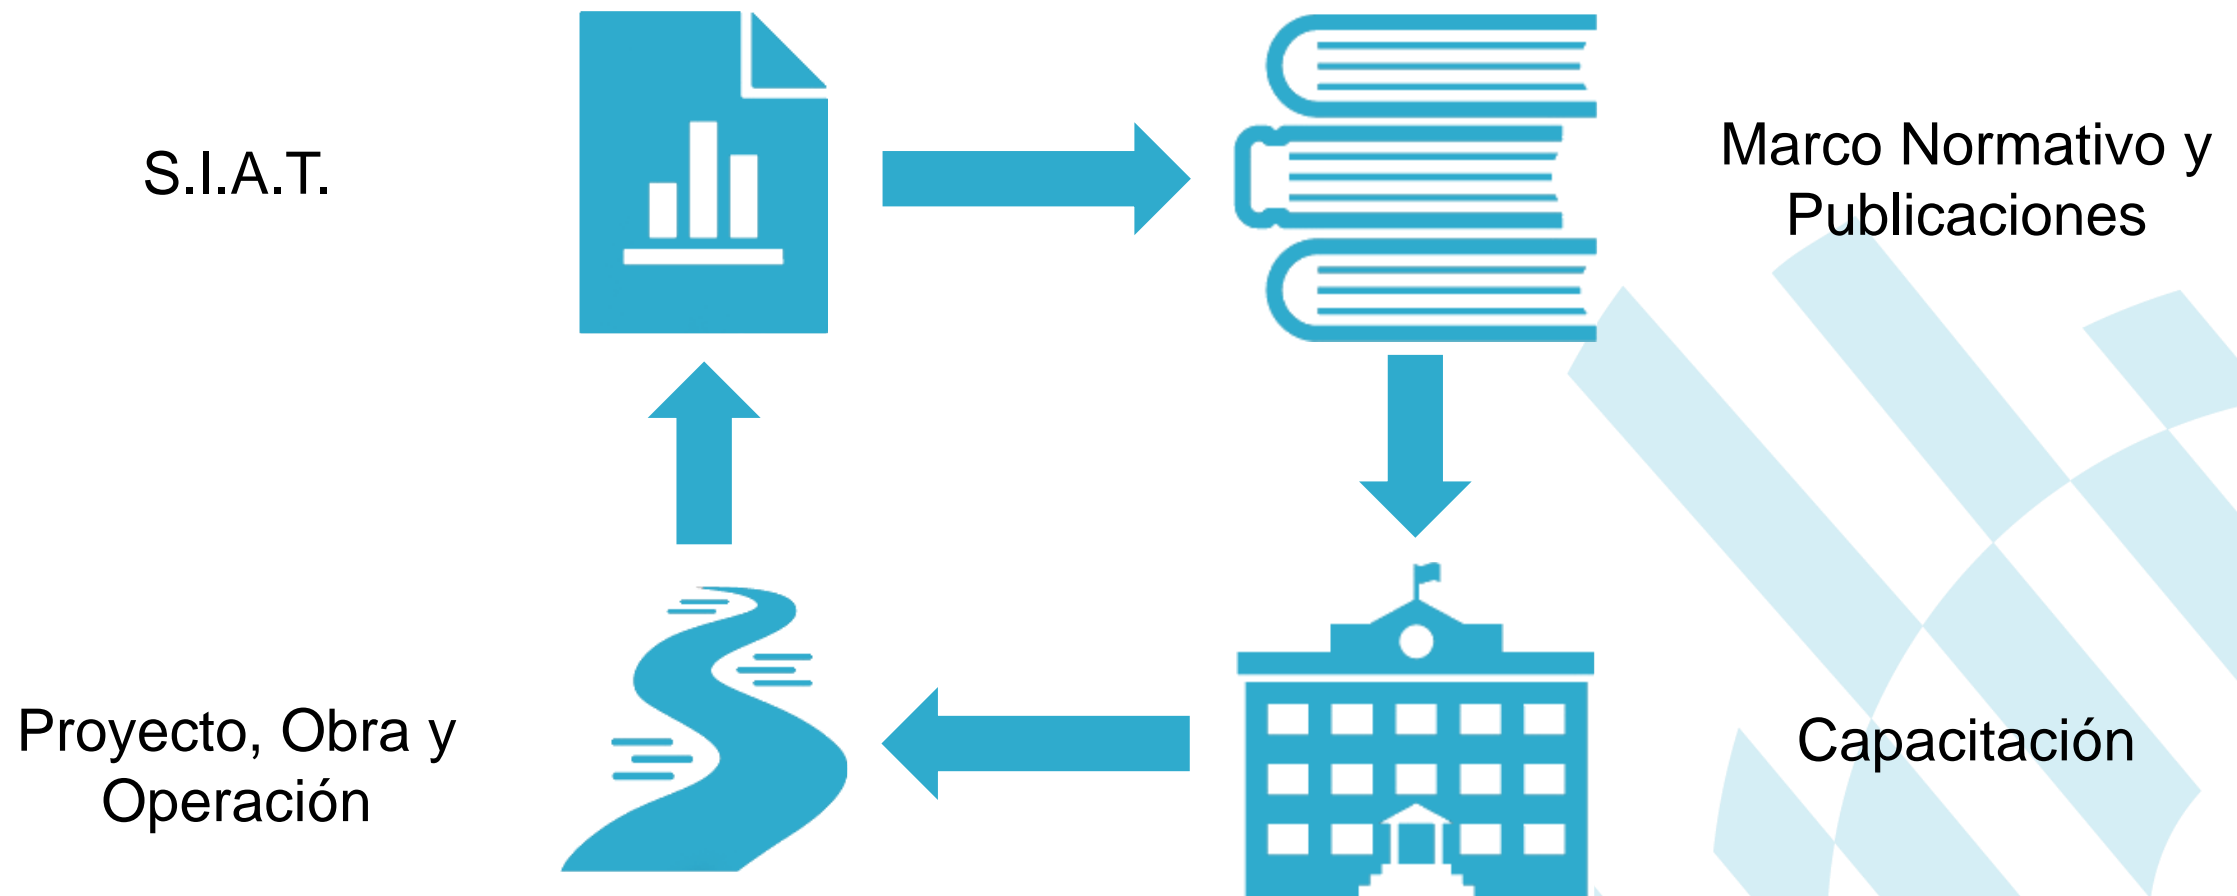 S.I.A.T.
Marco Normativo y
Publicaciones
Proyecto, Obra y
Operación
Capacitación